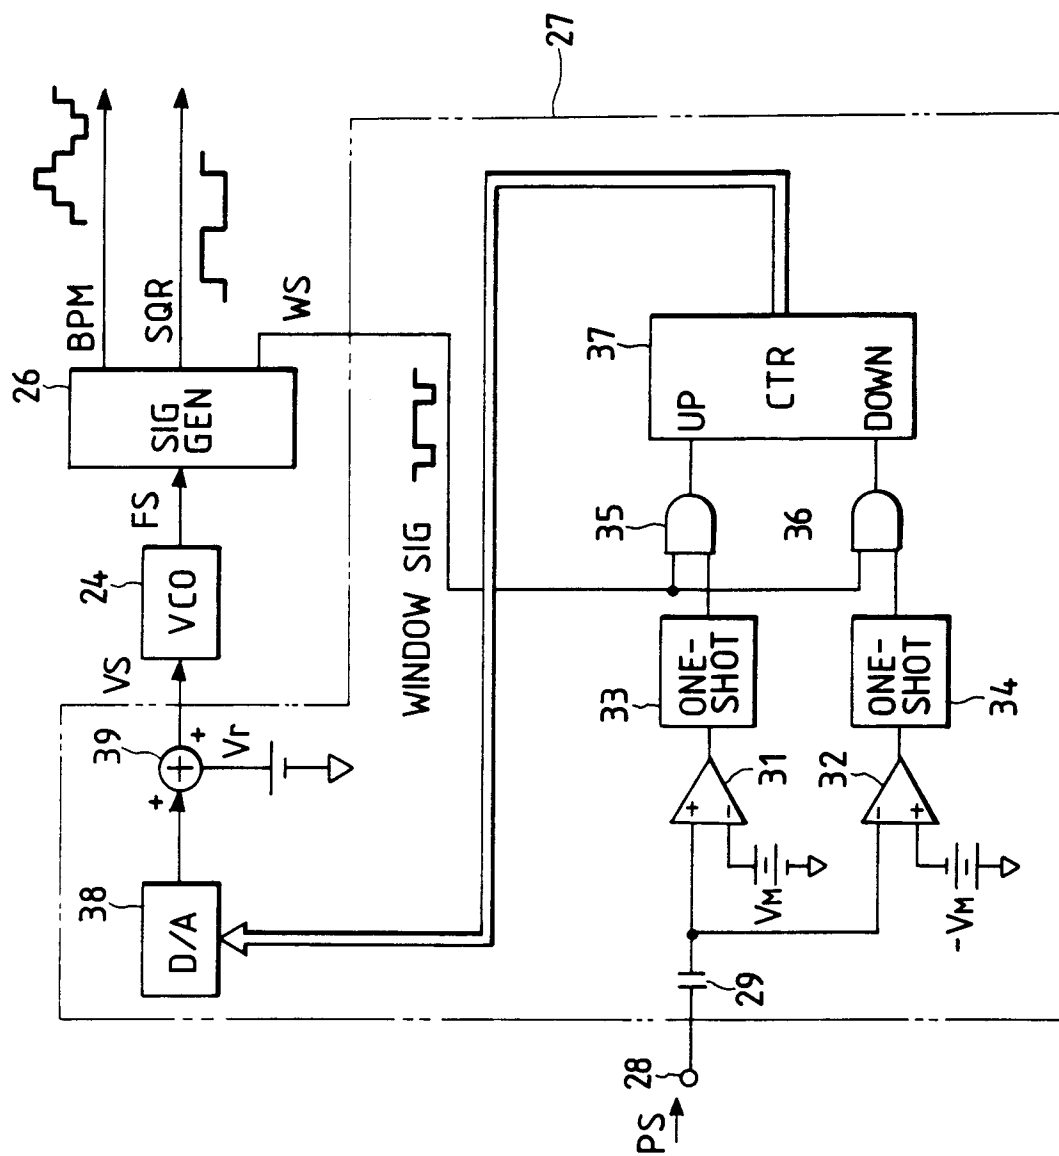 27
BPM
SQR
WS
26
SIG
GEN
FS
24
VCO
VS
39
+
+
+
Vr
38
D/A
WINDOW SIG
37
UP
CTR
DOWN
35
36
33
ONE-
SHOT
ONE-
SHOT
34
31
+
−
32
−
+
VM
-VM
29
28
PS